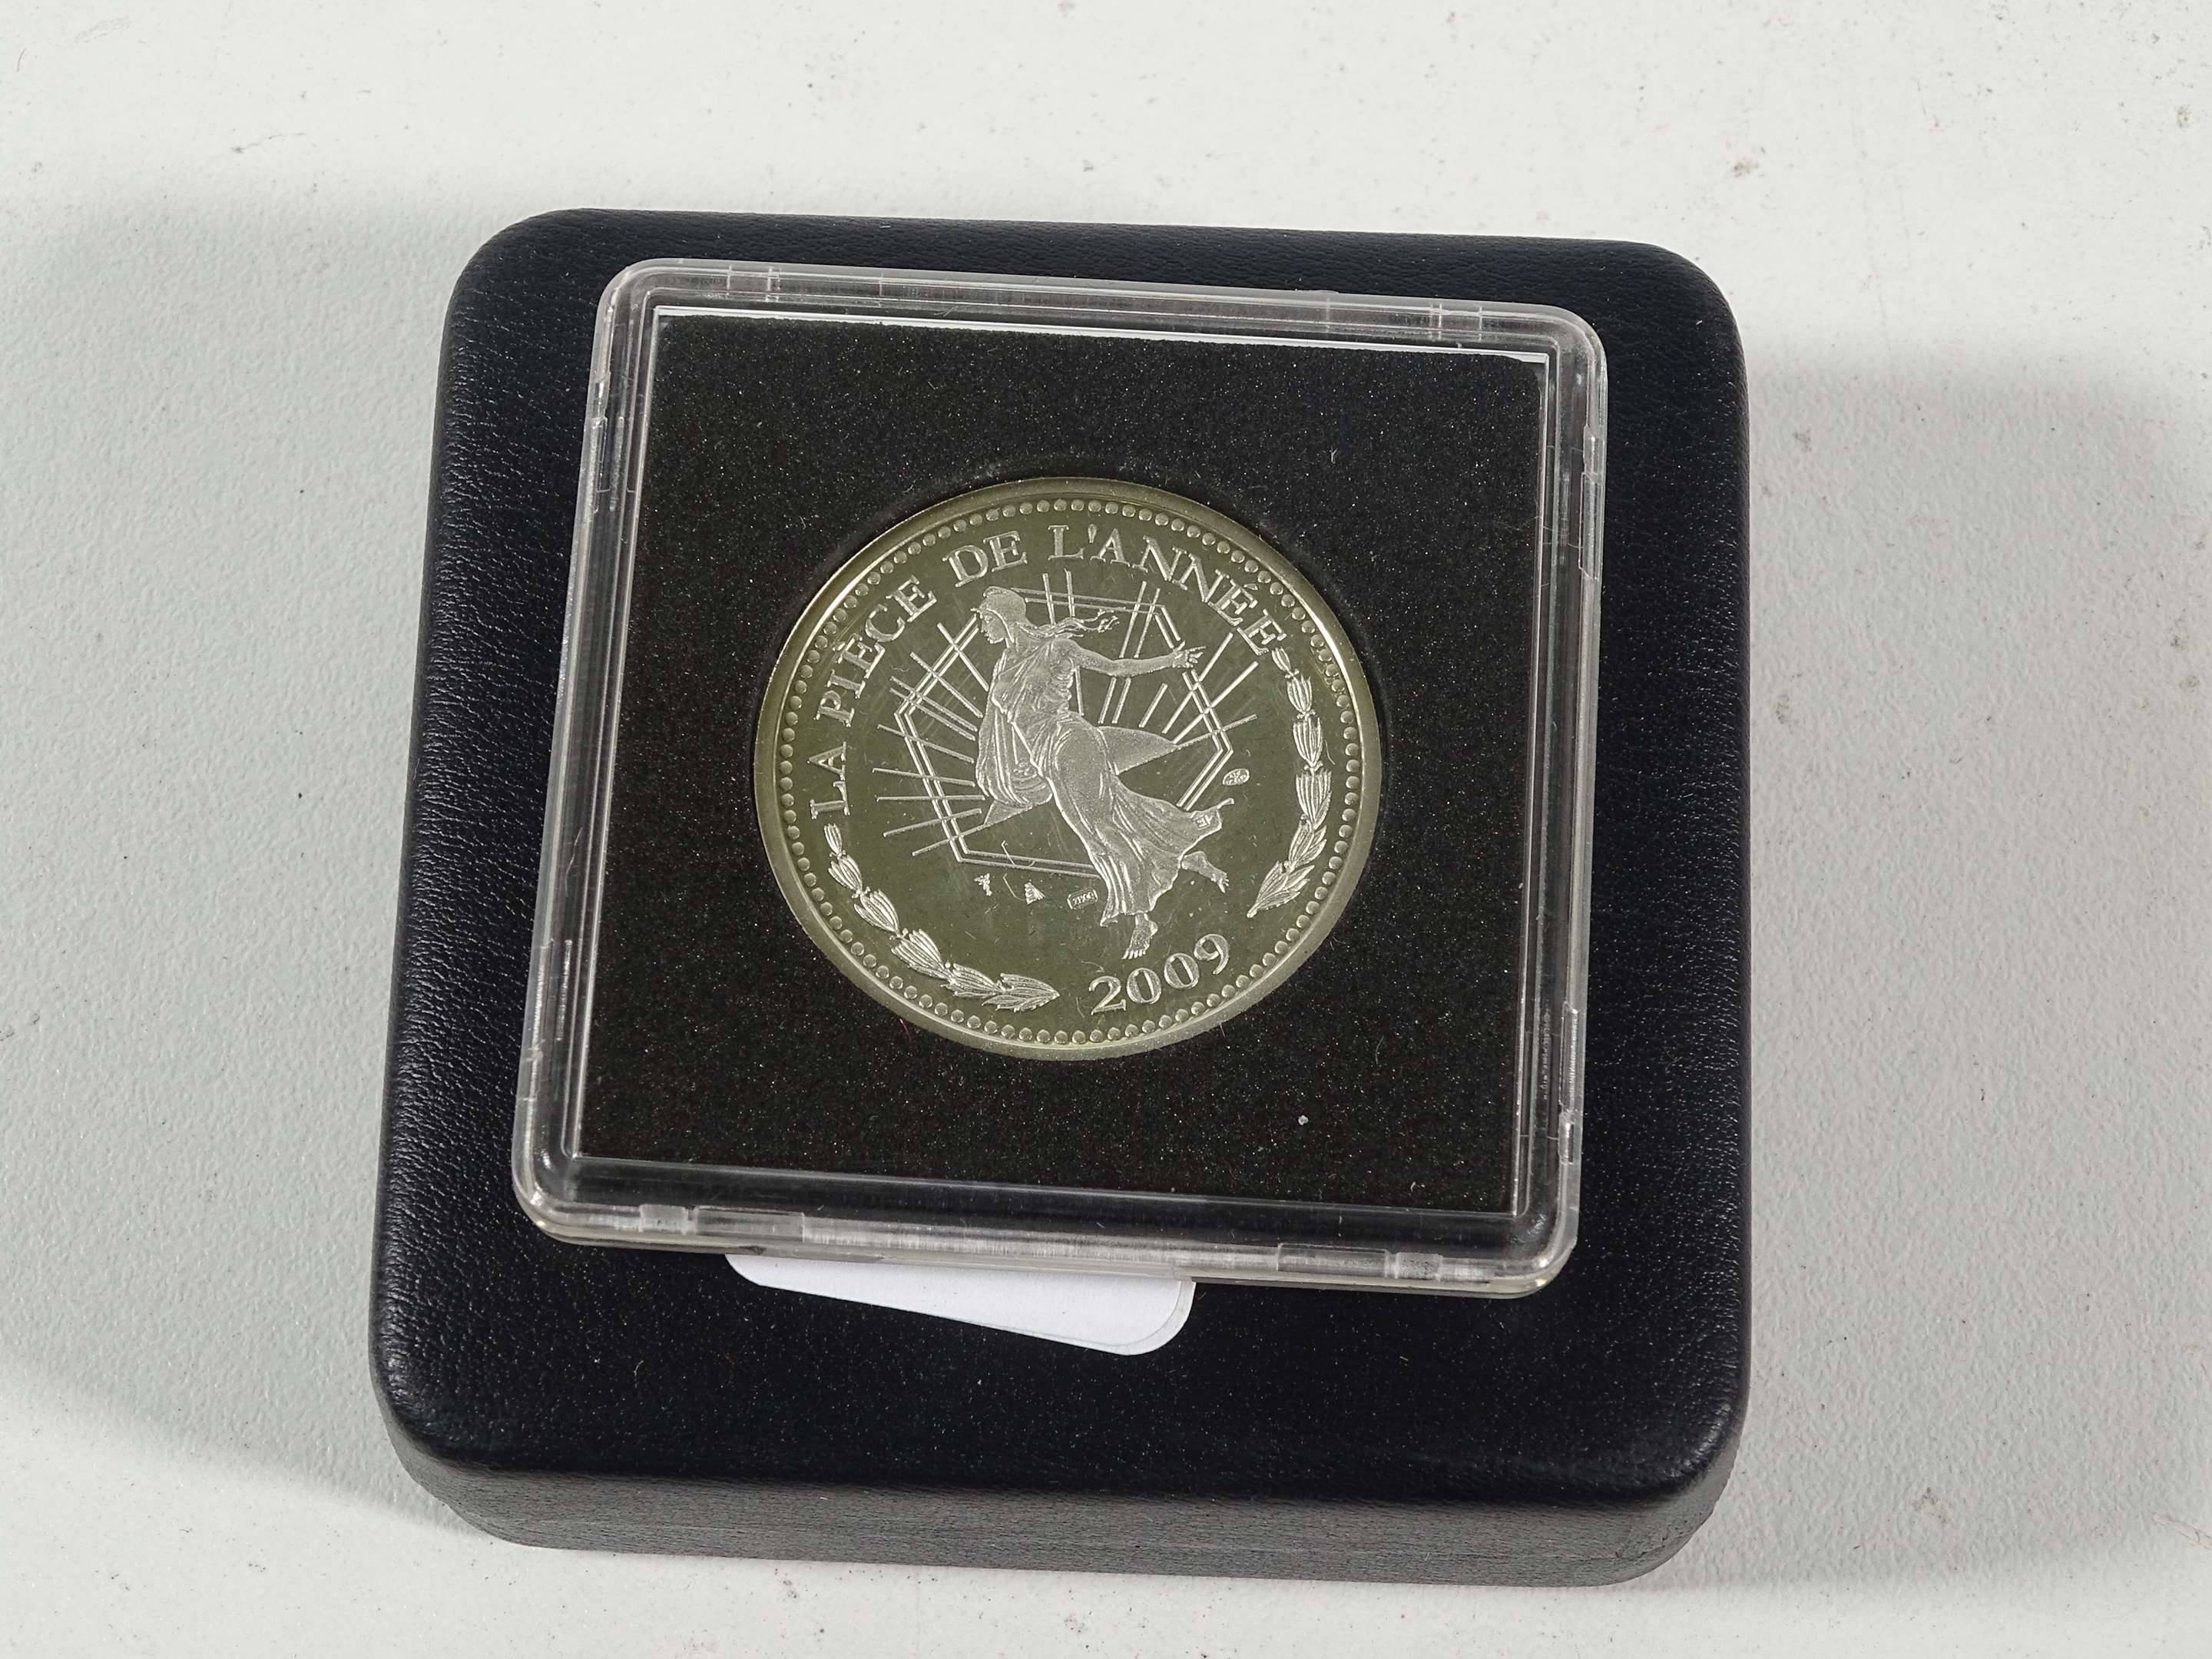 LA PIÈCE DE L'ANNÉE
2009